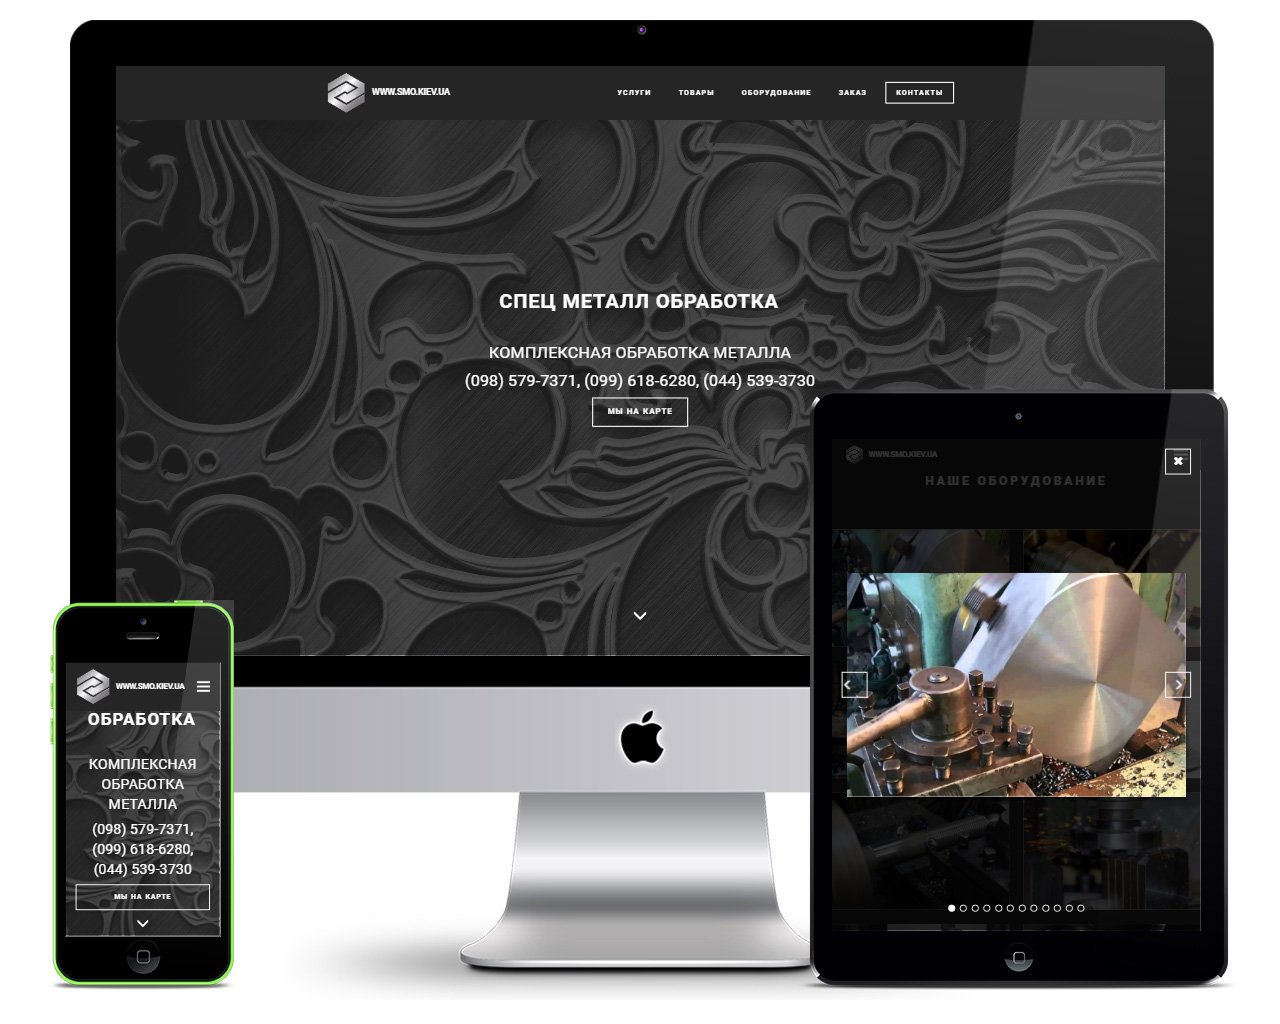 WWW.SMO.KIEV.UA
УСЛУГИ ТОВАРЫ ОБОРУДОВАНИЕ ЗАКАЗ КОНТАКТЫ
СПЕЦ МЕТАЛЛ ОБРАБОТКА
КОМПЛЕКСНАЯ ОБРАБОТКА МЕТАЛЛА
(098) 579-7371, (099) 618-6280, (044) 539-3730
МЫ НА КАРТЕ
WWW.SMO.KIEV.UA
НАШЕ ОБОРУДОВАНИЕ
WWW.SMO.KIEV.UA
ОБРАБОТКА
КОМПЛЕКСНАЯ
ОБРАБОТКА
МЕТАЛЛА
(098) 579-7371,
(099) 618-6280,
(044) 539-3730
МЫ НА КАРТЕ